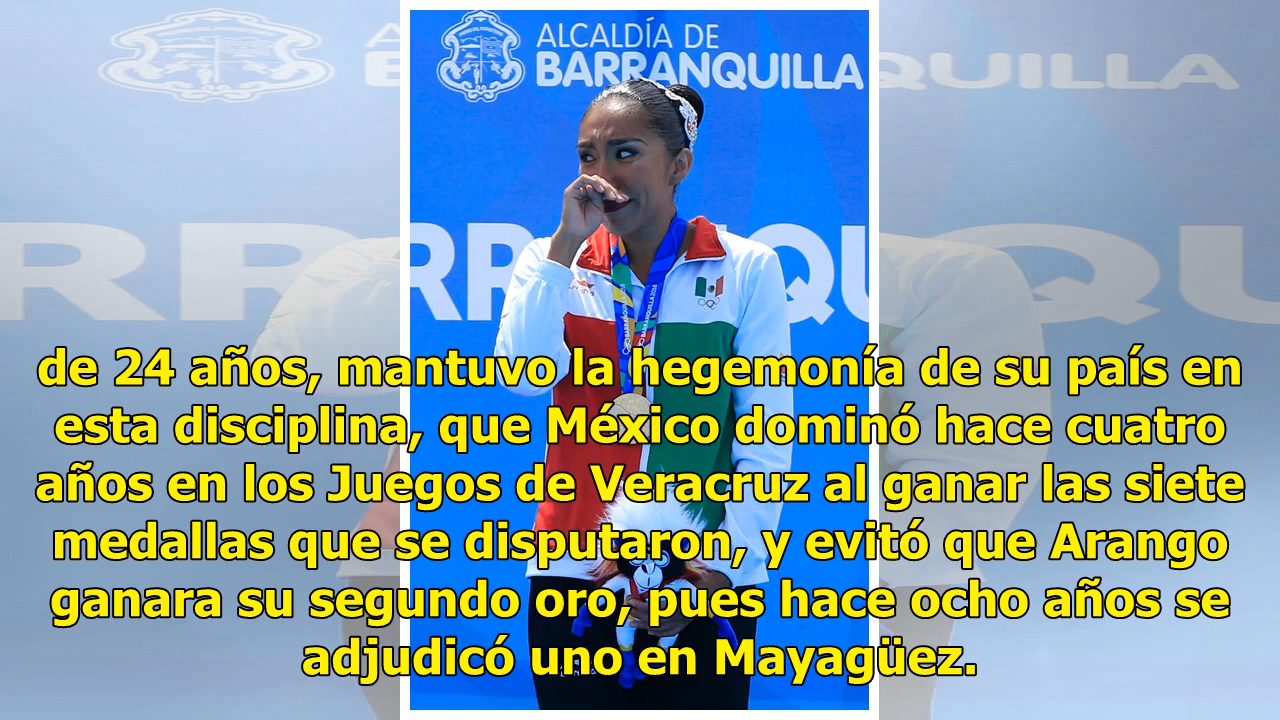 ALCALDÍA DE
BARRANQUILLA
de 24 años, mantuvo la hegemonía de su país en
esta disciplina, que México dominó hace cuatro
años en los Juegos de Veracruz al ganar las siete
medallas que se disputaron, y evitó que Arango
ganara su segundo oro, pues hace ocho años se
adjudicó uno en Mayagüez.